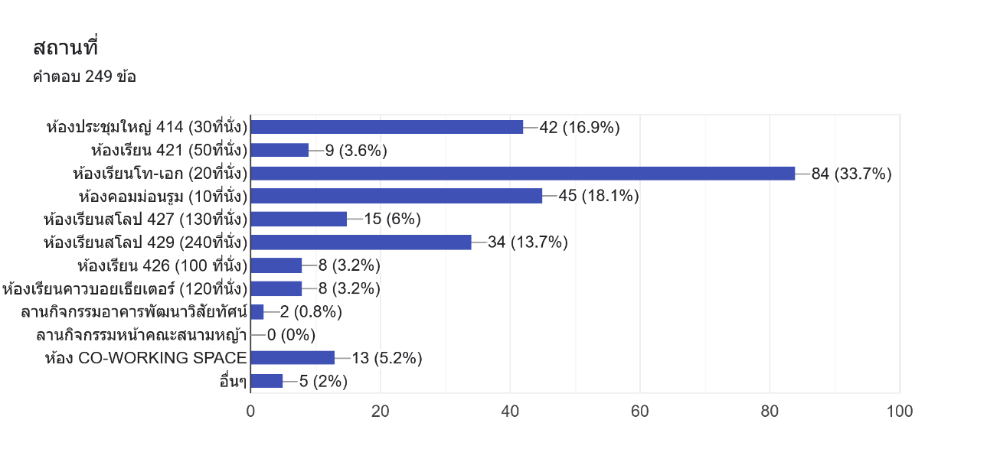 สถานที่
คำตอบ 249 ข้อ
ห้องประชุมใหญ่ 414 (30ที่นั่ง) 42 (16.9%)
ห้องเรียน 421 (50ที่นั่ง) 9 (3.6%)
ห้องเรียนโท-เอก (20ที่นั่ง) 84 (33.7%)
ห้องคอมม่อนรูม (10ที่นั่ง) 45 (18.1%)
ห้องเรียนสโลป 427 (130ที่นั่ง) 15 (6%)
ห้องเรียนสโลป 429 (240ที่นั่ง) 34 (13.7%)
ห้องเรียน 426 (100 ที่นั่ง) 8 (3.2%)
ห้องเรียนคาวบอยเธียเตอร์ (120ที่นั่ง) 8 (3.2%)
ลานกิจกรรมอาคารพัฒนาวิสัยทัศน์ 2 (0.8%)
ลานกิจกรรมหน้าคณะสนามหญ้า 0 (0%)
ห้อง CO-WORKING SPACE 13 (5.2%)
อื่นๆ 5 (2%)
0 20 40 60 80 100